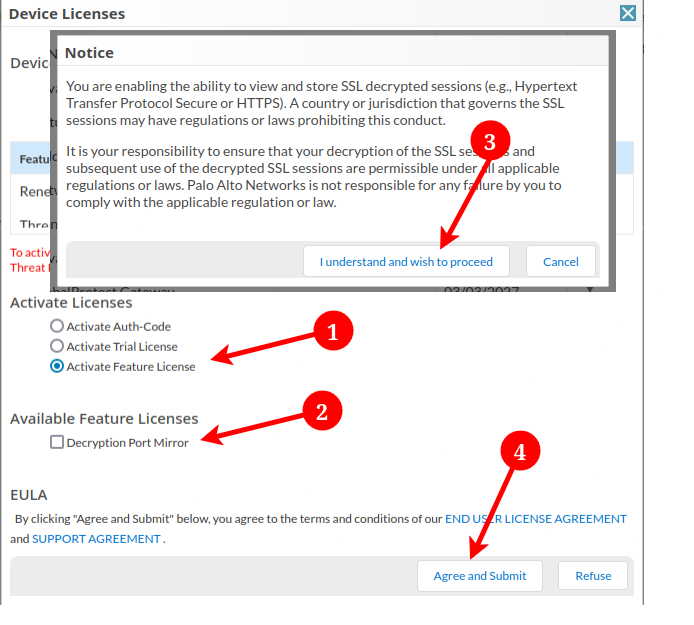 Device Licenses
Devic
Notice
You are enabling the ability to view and store SSL decrypted sessions (e.g., Hypertext
Transfer Protocol Secure or HTTPS). A country or jurisdiction that governs the SSL
sessions may have regulations or laws prohibiting this conduct.
3
It is your responsibility to ensure that your decryption of the SSL and
subsequent use of the decrypted SSL sessions are permissible under all applicable
regulations or laws. Palo Alto Networks is not responsible for any failure by you to
comply with the applicable regulation or law.
Featu
Rene
Thre
To activ
Threat
I understand and wish to proceed
Cancel
Gateway
03/03/2027
Activate Licenses
Activate Auth-Code
Activate Trial License
Activate Feature License
1
Available Feature Licenses
Decryption Port Mirror
2
4
EULA
By clicking "Agree and Submit" below, you agree to the terms and conditions of our END USER LICENSE AGREEMENT
and SUPPORT AGREEMENT .
Agree and Submit
Refuse